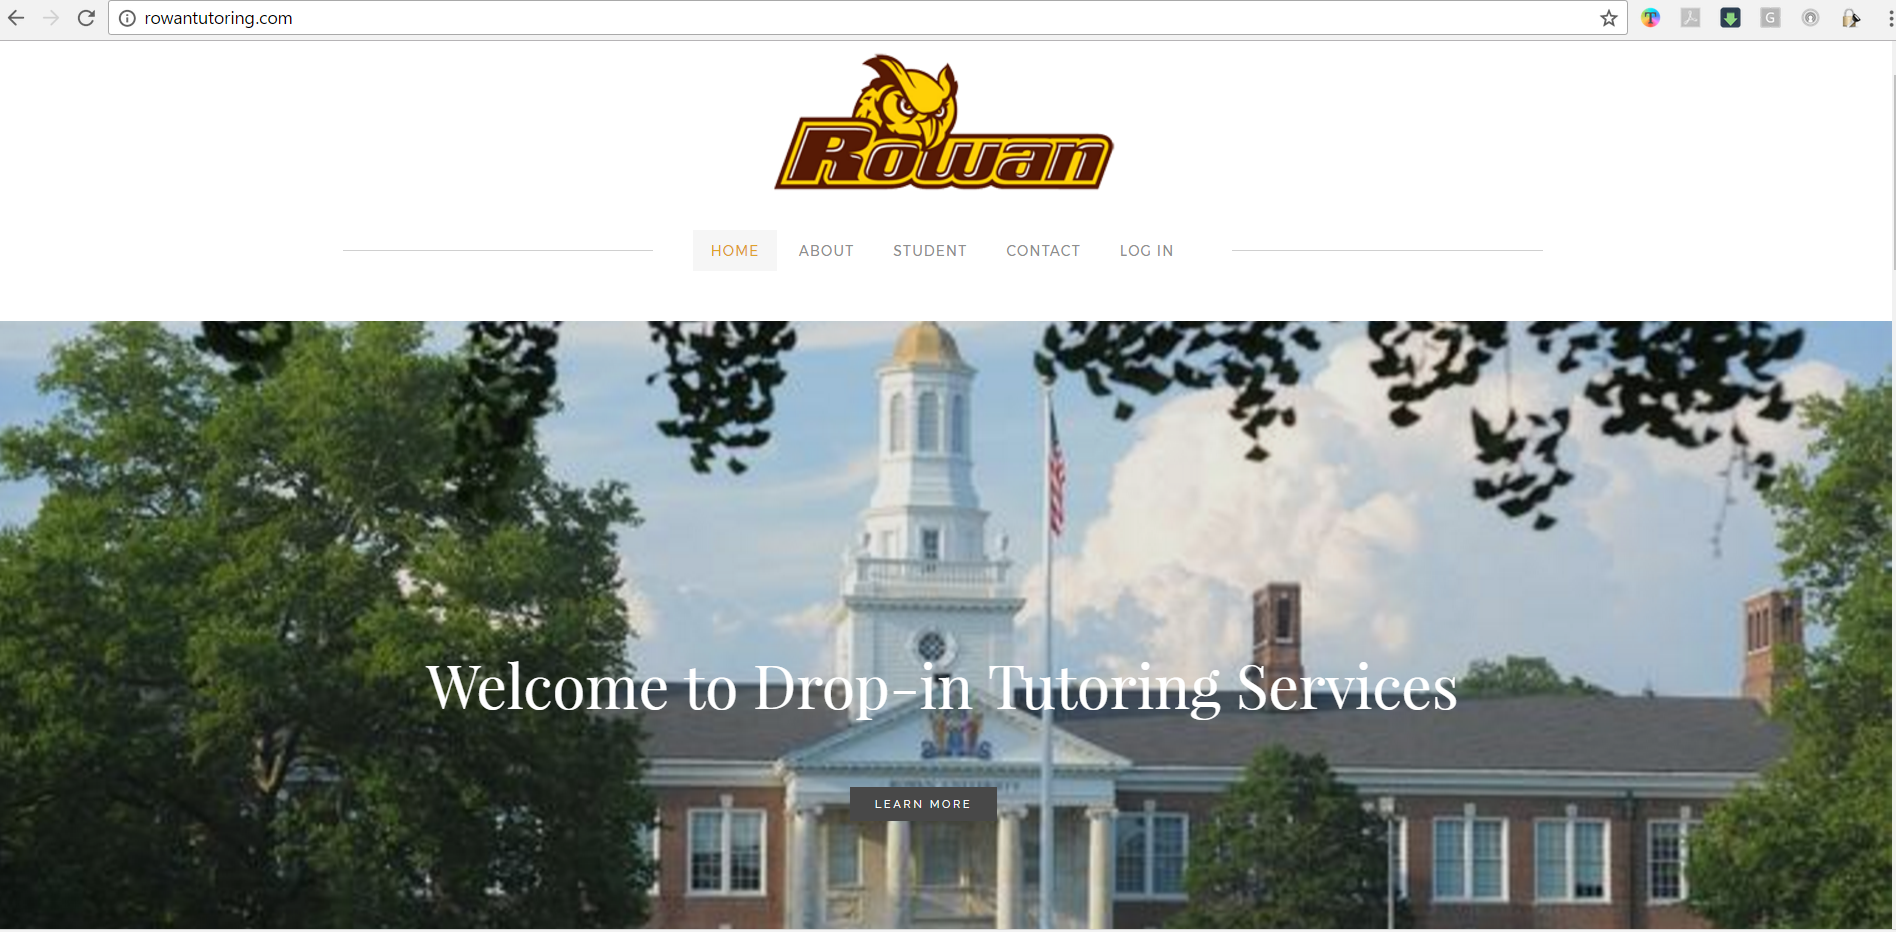 rowantutoring.com
Rowan
HOME ABOUT STUDENT CONTACT LOG IN
Welcome to Drop-in Tutoring Services
LEARN MORE